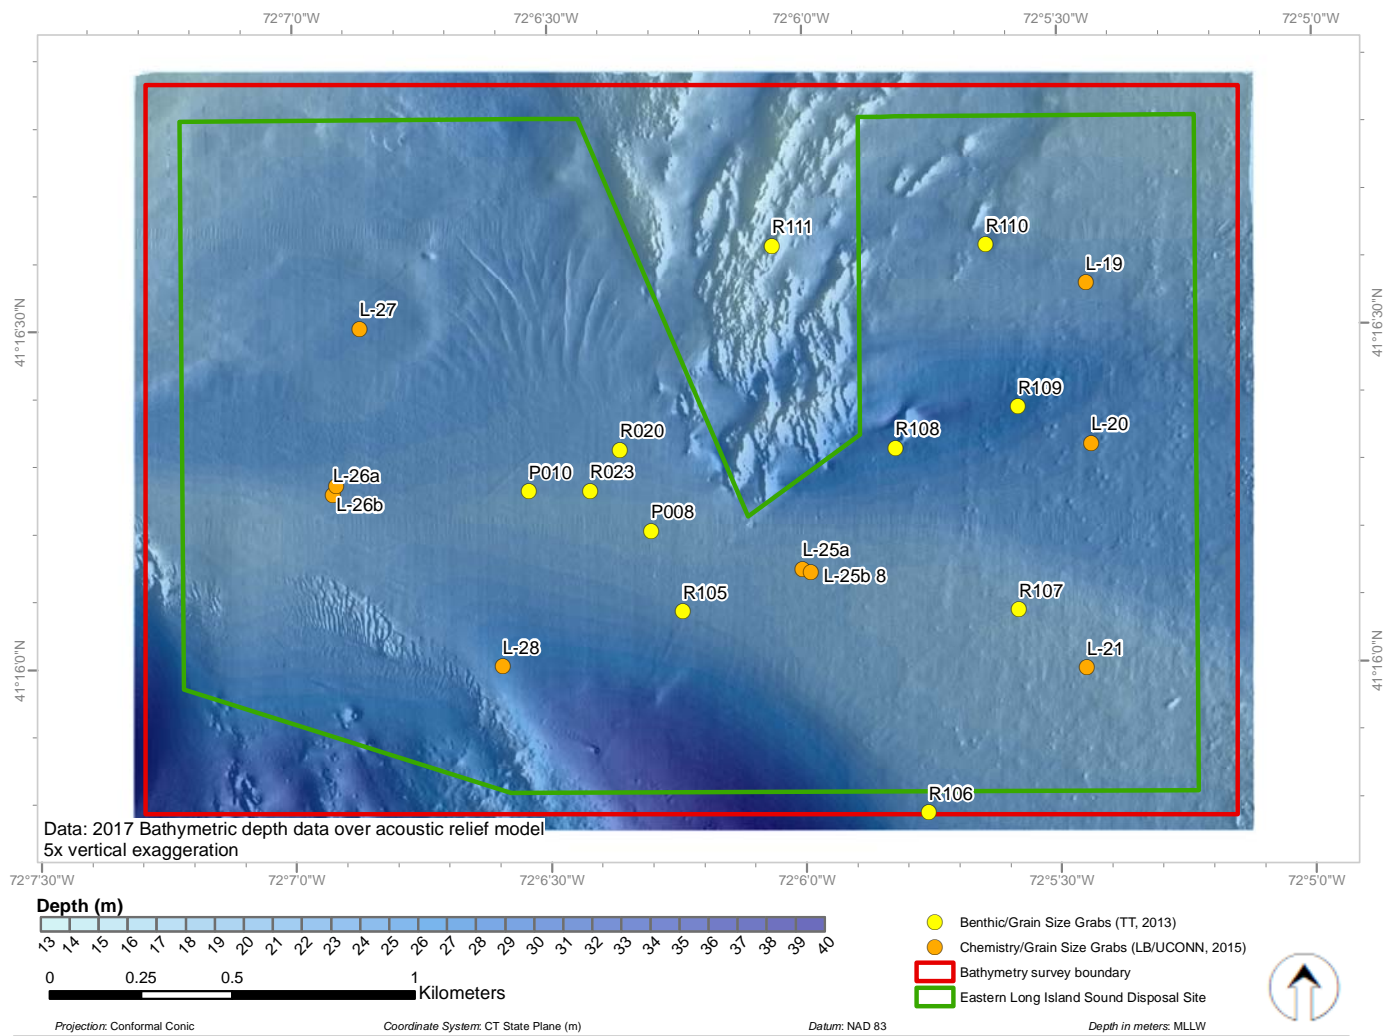 72°7'0"W 72°6'30"W 72°6'0"W 72°5'30"W 72°5'0"W
R111
R110
L-19
L-27
41°16'30"N
41°16'30"N
R109
L-20
R020
R108
P010 R023
L-26a
L-26b
P008
L-25a
L-25b 8
R105
R107
L-28
L-21
41°16'0"N
41°16'0"N
R106
Data: 2017 Bathymetric depth data over acoustic relief model
5x vertical exaggeration
72°7'30"W 72°7'0"W 72°6'30"W 72°6'0"W 72°5'30"W 72°5'0"W
Depth (m)
13 14 15 16 17 18 19 20 21 22 23 24 25 26 27 28 29 30 31 32 33 34 35 36 37 38 39 40
0 0.25 0.5 1
Kilometers
Benthic/Grain Size Grabs (TT, 2013)
Chemistry/Grain Size Grabs (LB/UCONN, 2015)
Bathymetry survey boundary
Eastern Long Island Sound Disposal Site
Projection: Conformal Conic Coordinate System: CT State Plane (m) Datum: NAD 83 Depth in meters: MLLW